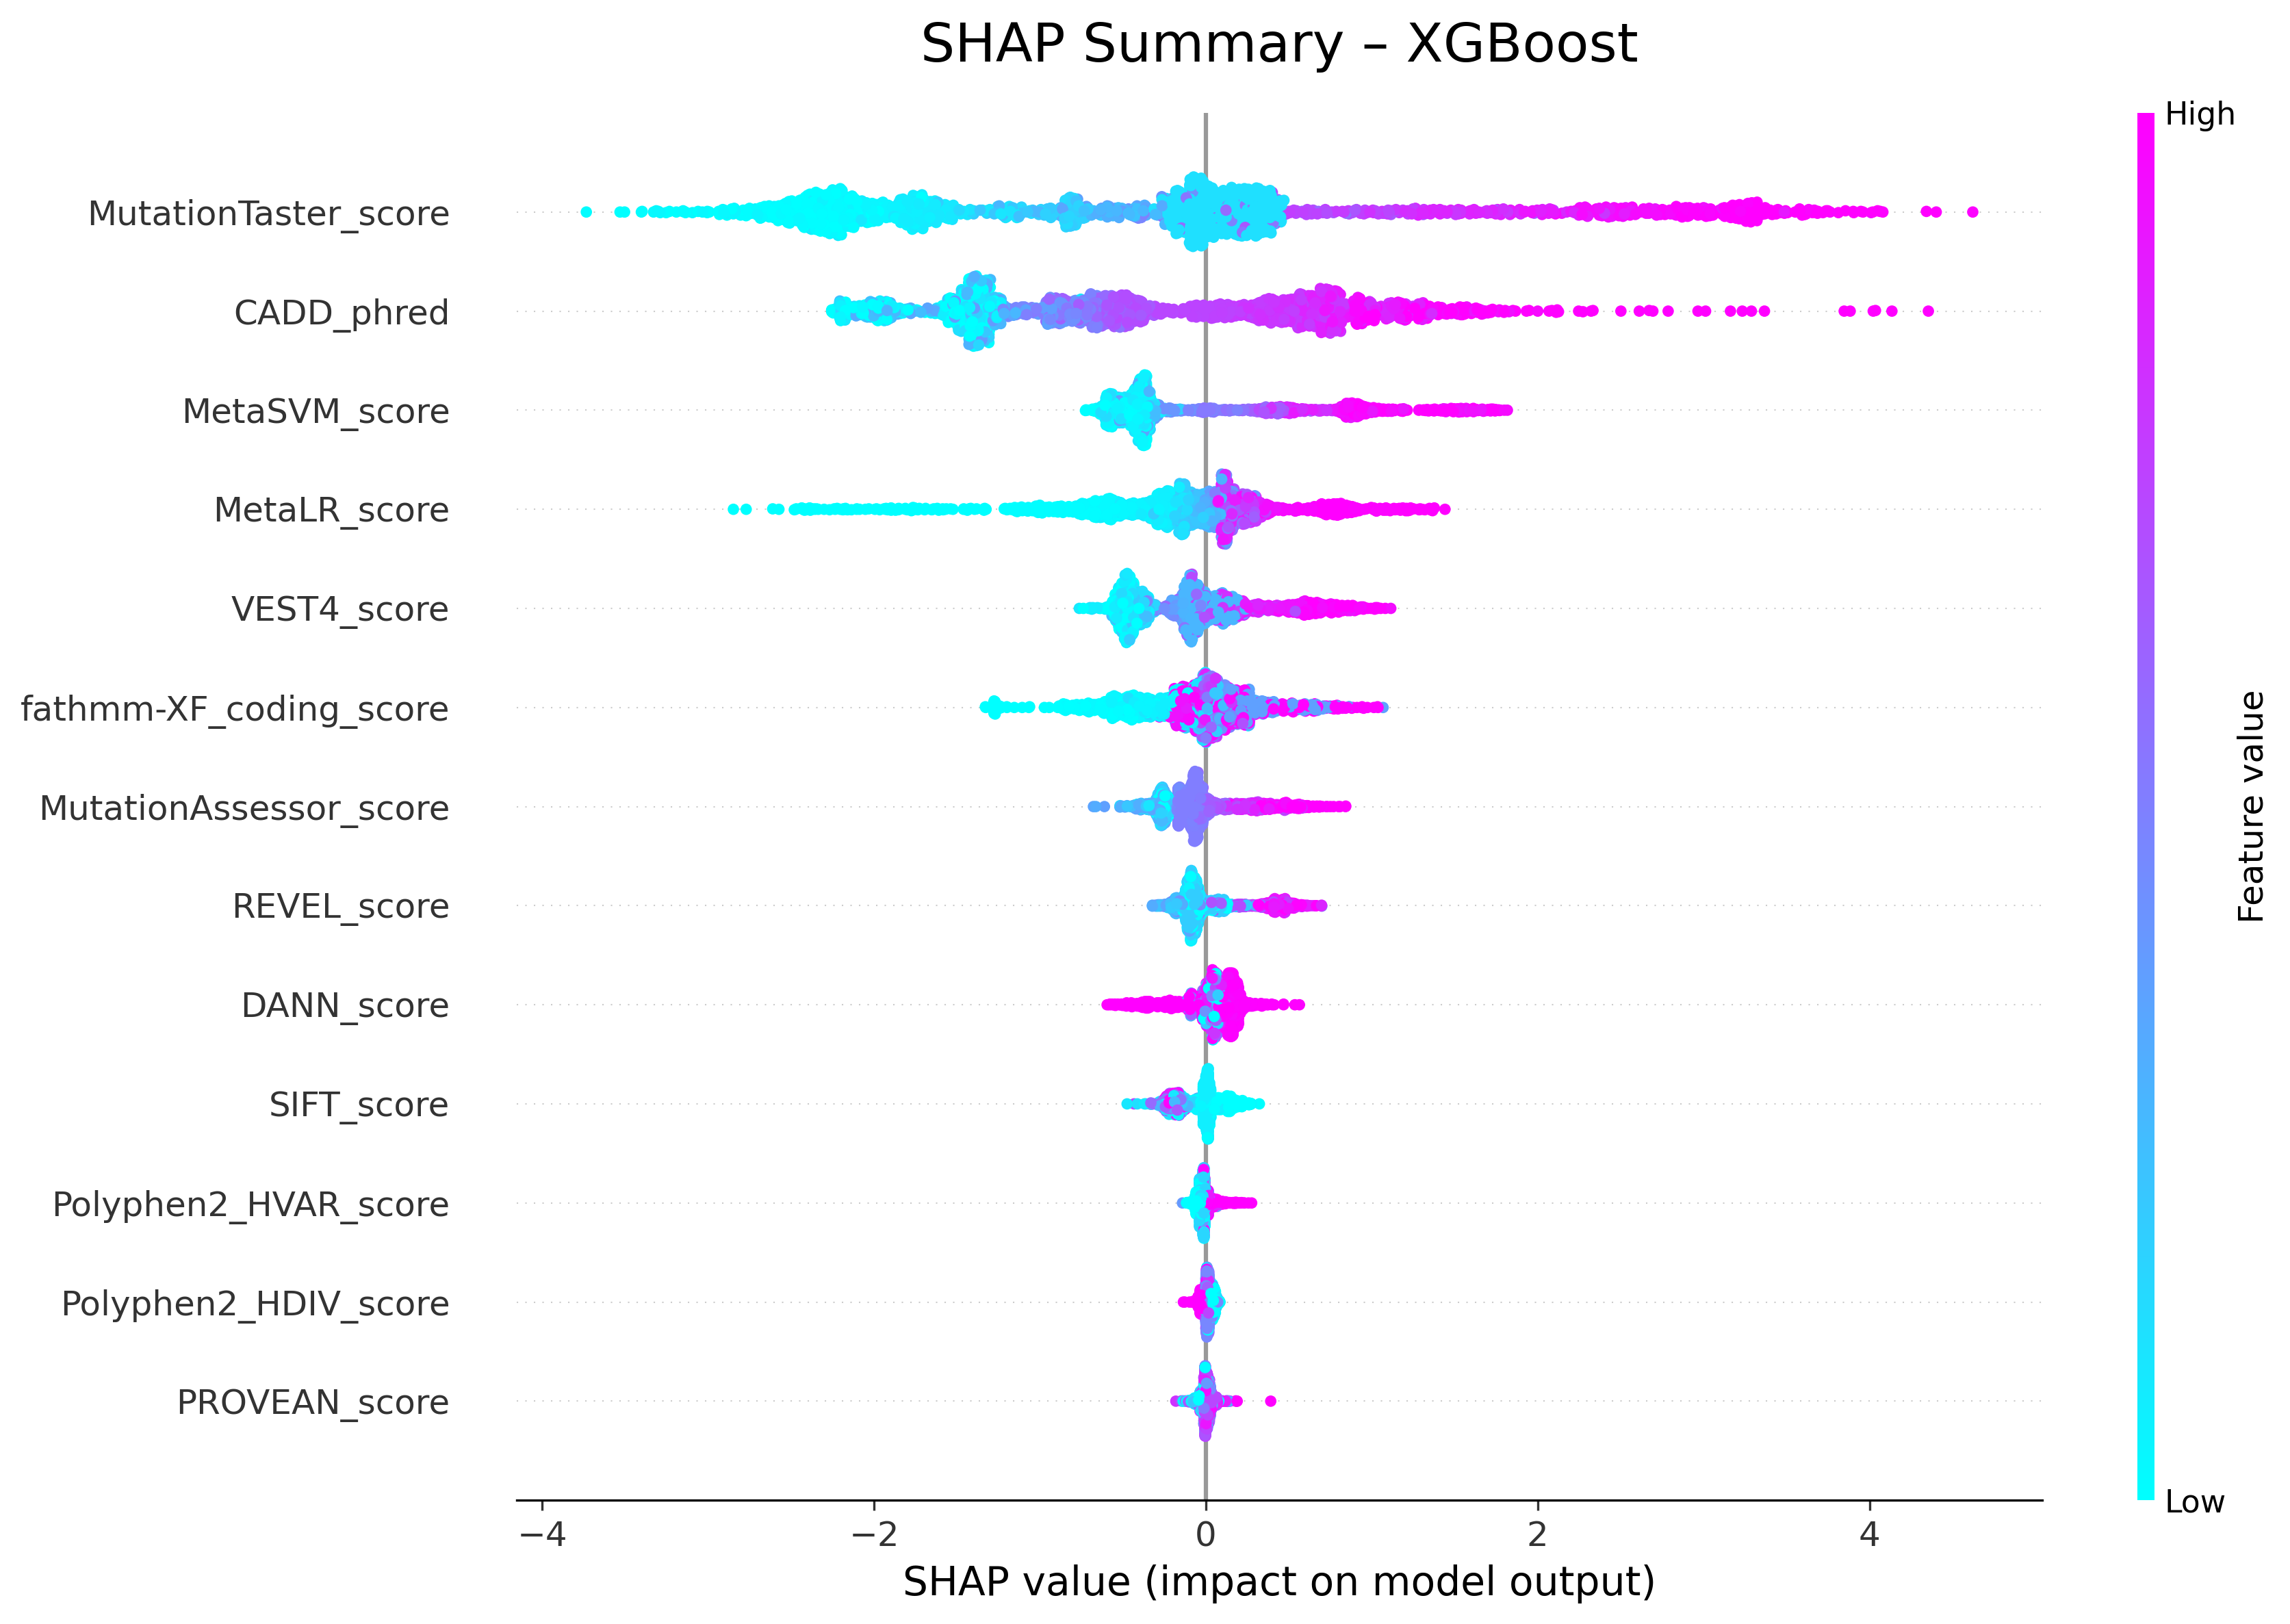 SHAP Summary – XGBoost
High
MutationTaster_score
CADD_phred
MetaSVM_score
MetaLR_score
VEST4_score
fathmm-XF_coding_score
MutationAssessor_score
REVEL_score
DANN_score
SIFT_score
Polyphen2_HVAR_score
Polyphen2_HDIV_score
PROVEAN_score
Feature value
Low
−4 −2 0 2 4
SHAP value (impact on model output)